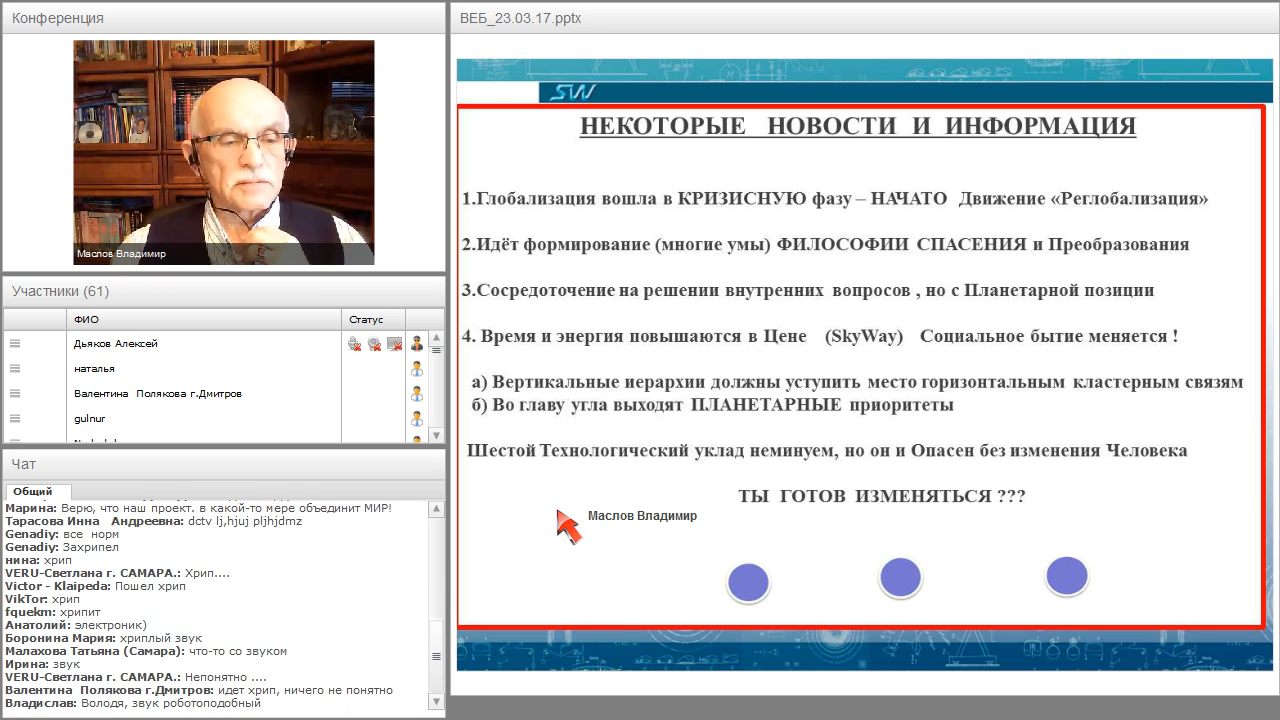 Конференция
Маслов Владимир
Участники (61)
ФИО Статус
Дьяков Алексей
наталья
Валентина Полякова г.Дмитров
gulnur
Чат
Общий
Марина: Верю, что наш проект. в какой-то мере объединит МИР!
Тарасова Инна Андреевна: dctv lj,hjuj pljhjdmz
Genadiy: все норм
Genadiy: Захрипел
нина: хрип
VERU-Светлана г. САМАРА.: Хрип....
Victor - Klaipeda: Пошел хрип
VikTor: хрип
fquekm: хрипит
Анатолий: электроник)
Боронина Мария: хриплый звук
Малахова Татьяна (Самара): что-то со звуком
Ирина: звук
VERU-Светлана г. САМАРА.: Непонятно ....
Валентина Полякова г.Дмитров: идет хрип, ничего не понятно
Владислав: Володя, звук руботоподобный
ВЕБ_23.03.17.pptx
SW
НЕКОТОРЫЕ НОВОСТИ И ИНФОРМАЦИЯ
1.Глобализация вошла в КРИЗИСНУЮ фазу – НАЧАТО Движение «Реглобализация»
2.Идёт формирование (многие умы) ФИЛОСОФИИ СПАСЕНИЯ и Преобразования
3.Сосредоточение на решении внутренних вопросов , но с Планетарной позиции
4. Время и энергия повышаются в Цене (SkyWay) Социальное бытие меняется !
а) Вертикальные иерархии должны уступить место горизонтальным кластерным связям
б) Во главу угла выходят ПЛАНЕТАРНЫЕ приоритеты
Шестой Технологический уклад неминуем, но он и Опасен без изменения Человека
ТЫ ГОТОВ ИЗМЕНЯТЬСЯ ???
Маслов Владимир